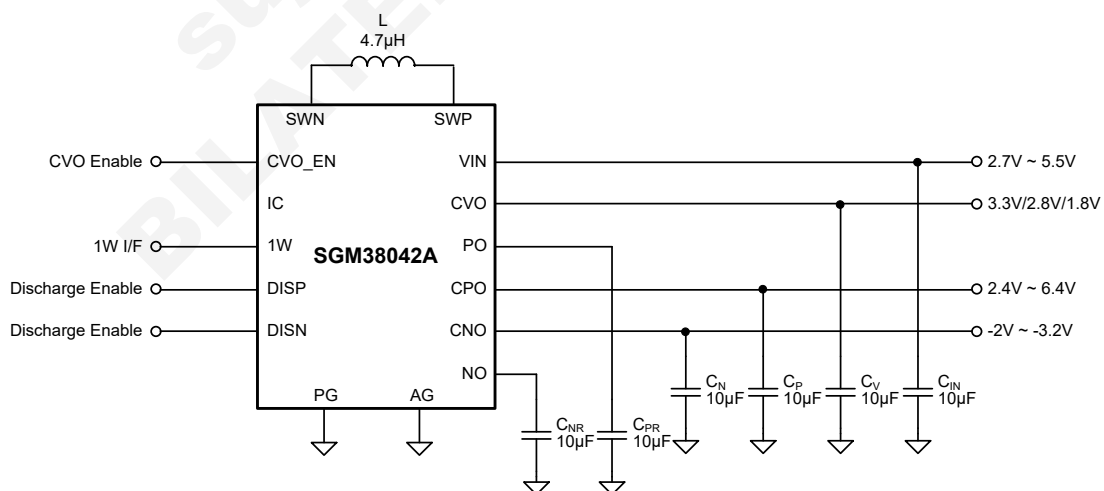 L
4.7µH
SWN SWP
CVO Enable CVO_EN VIN 2.7V ~ 5.5V
IC CVO 3.3V/2.8V/1.8V
1W I/F 1W PO
SGM38042A
Discharge Enable DISP CPO 2.4V ~ 6.4V
Discharge Enable DISN CNO -2V ~ -3.2V
NO
PG AG
CN CP CV CIN
10µF 10µF 10µF 10µF
CNR CPR
10µF 10µF